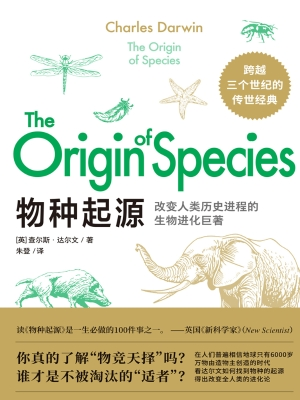 Charles Darwin
The Origin
of Species
跨越
三个世纪的
传世经典
The
Origin of Species
物种起源
改变人类历史进程的
生物进化巨著
[英]查尔斯·达尔文/著
朱登/译
读《物种起源》是一生必做的100件事之一。 ——英国《新科学家》(New Scientist)
你真的了解“物竞天择”吗?
谁才是不被淘汰的“适者”?
在人们普遍相信地球只有6000岁
万物由造物主创造的时代
看达尔文如何找到物种的起源
得出改变全人类的进化论